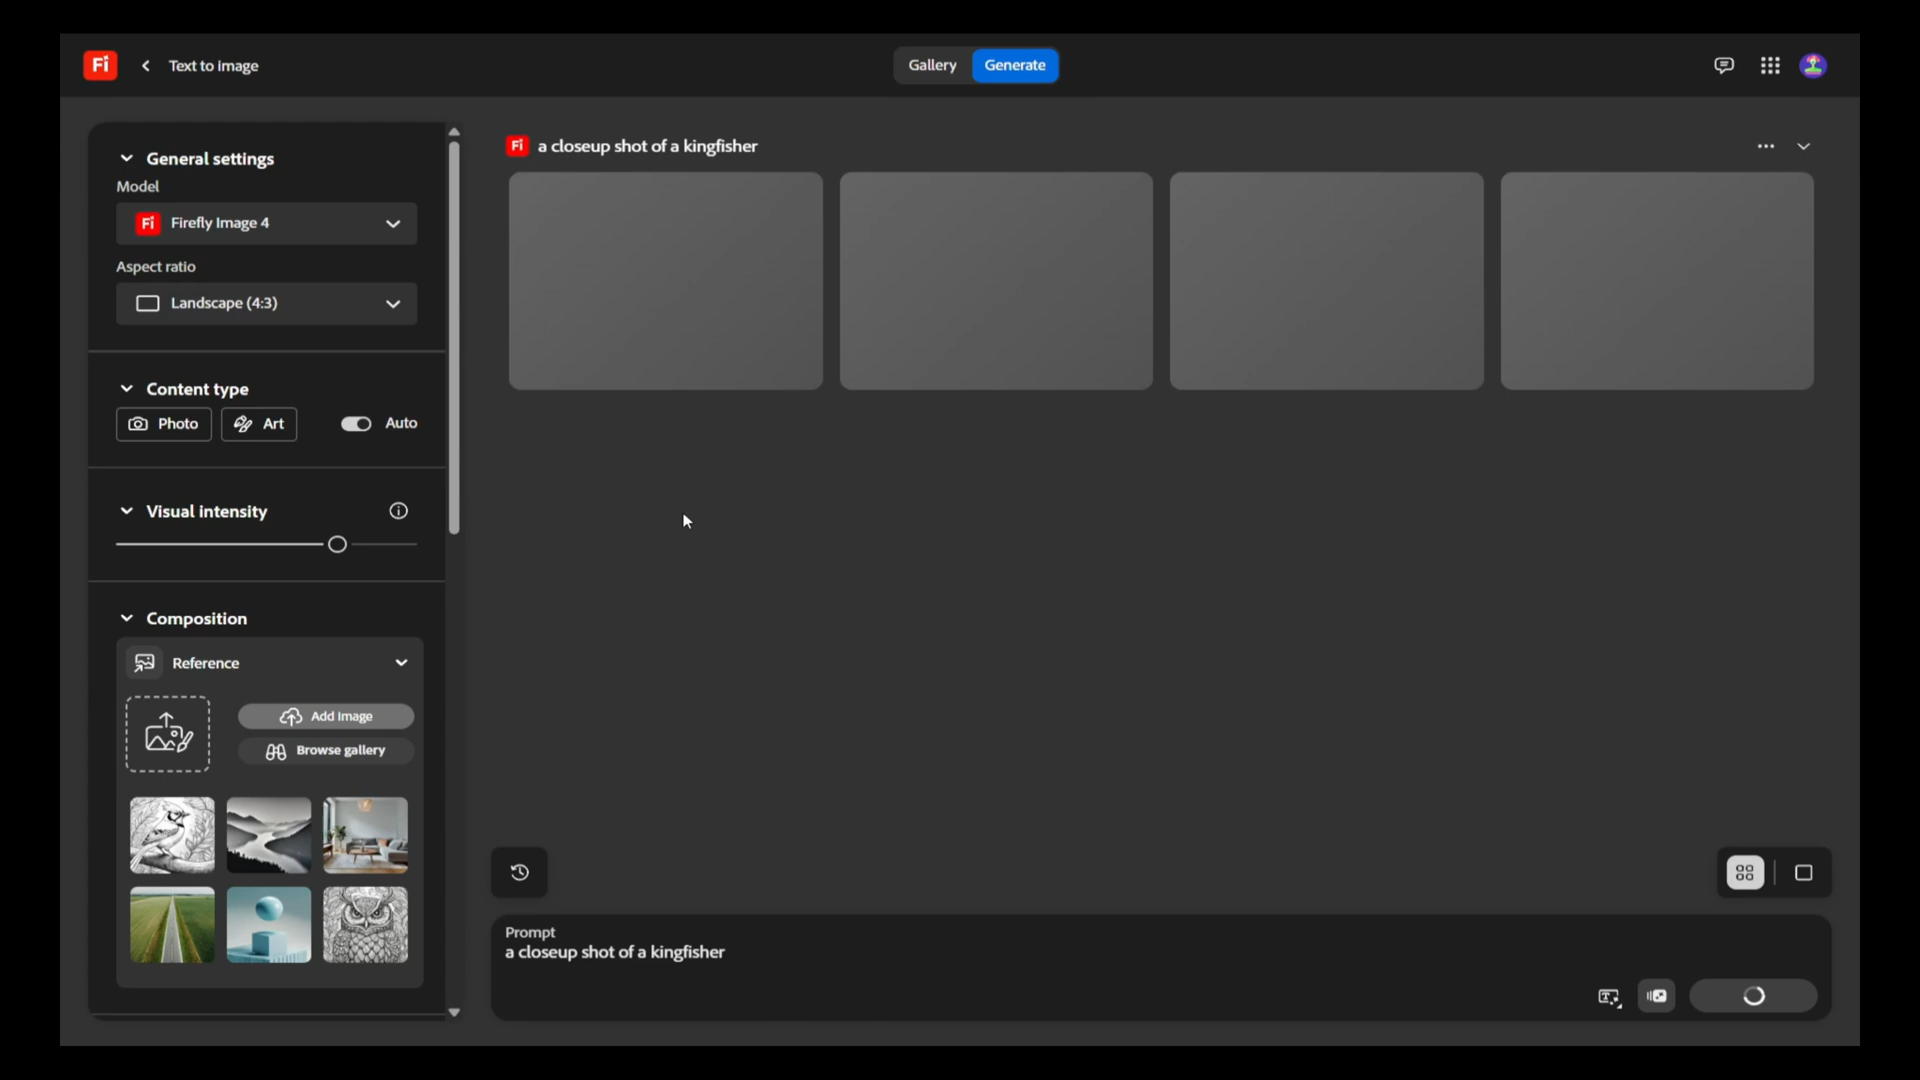 Fi
Text to image
Gallery
Generate
General settings
Model
Fi Firefly Image 4
Aspect ratio
Landscape (4:3)
Content type
Photo
Art
Auto
Visual intensity
Composition
Reference
Add image
Browse gallery
Fi a closeup shot of a kingfisher
Prompt
a closeup shot of a kingfisher